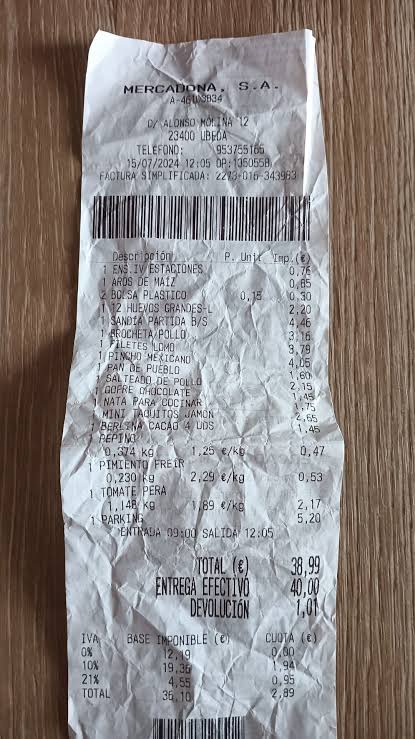 MERCADONA, S.A.
A-46103834
C/ ALONSO MOLINA 12
23400 UBEDA
TELEFONO: 953755165
15/07/2024 12:05 OP:1350558
FACTURA SIMPLIFICADA: 2273-016-343963
Descripción P. Unit Imp.(€)
1 ENS.IV ESTACIONES 0,76
1 AROS DE MAIZ 0,85
2 BOLSA PLASTICO 0,15 0,30
1 12 HUEVOS GRANDES-L 2,20
1 SANDIA PARTIDA B/S 4,46
1 BROCHETA POLLO 3,16
1 FILETES LOMO 3,79
1 PINCHO MEXICANO 4,05
1 PAN DE PUEBLO 1,60
1 SALTEADO DE POLLO 2,15
1 GOFRE CHOCOLATE 1,45
1 NATA PARA COCINAR 1,75
1 MINI TAQUITOS JAMON 2,65
1 BERLINA CACAO 4 UDS 1,45
PEPINO
0,374 kg 1,25 €/kg 0,47
1 PIMIENTO FREIR
0,230 kg 2,29 €/kg 0,53
1 TOMATE PERA
1,148 kg 1,89 €/kg 2,17
1 PARKING 5,20
ENTRADA 09:00 SALIDA 12:05
TOTAL (€) 38,99
ENTREGA EFECTIVO 40,00
DEVOLUCIÓN 1,01
IVA BASE IMPONIBLE (€) CUOTA (€)
0% 12,19 0,00
10% 19,36 1,94
21% 4,55 0,95
TOTAL 36,10 2,89